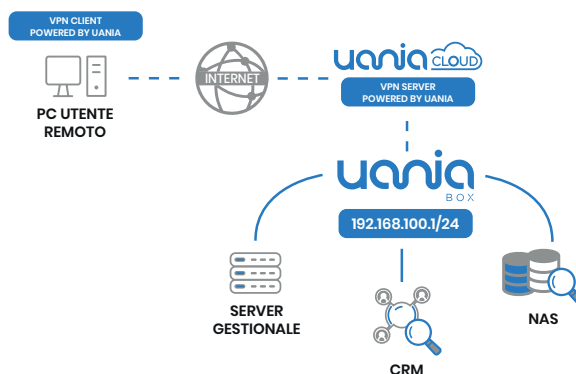 VPN CLIENT
POWERED BY UANIA
PC UTENTE
REMOTO
INTERNET
uania CLOUD
VPN SERVER
POWERED BY UANIA
uania
BOX
192.168.100.1/24
SERVER
GESTIONALE
CRM
NAS